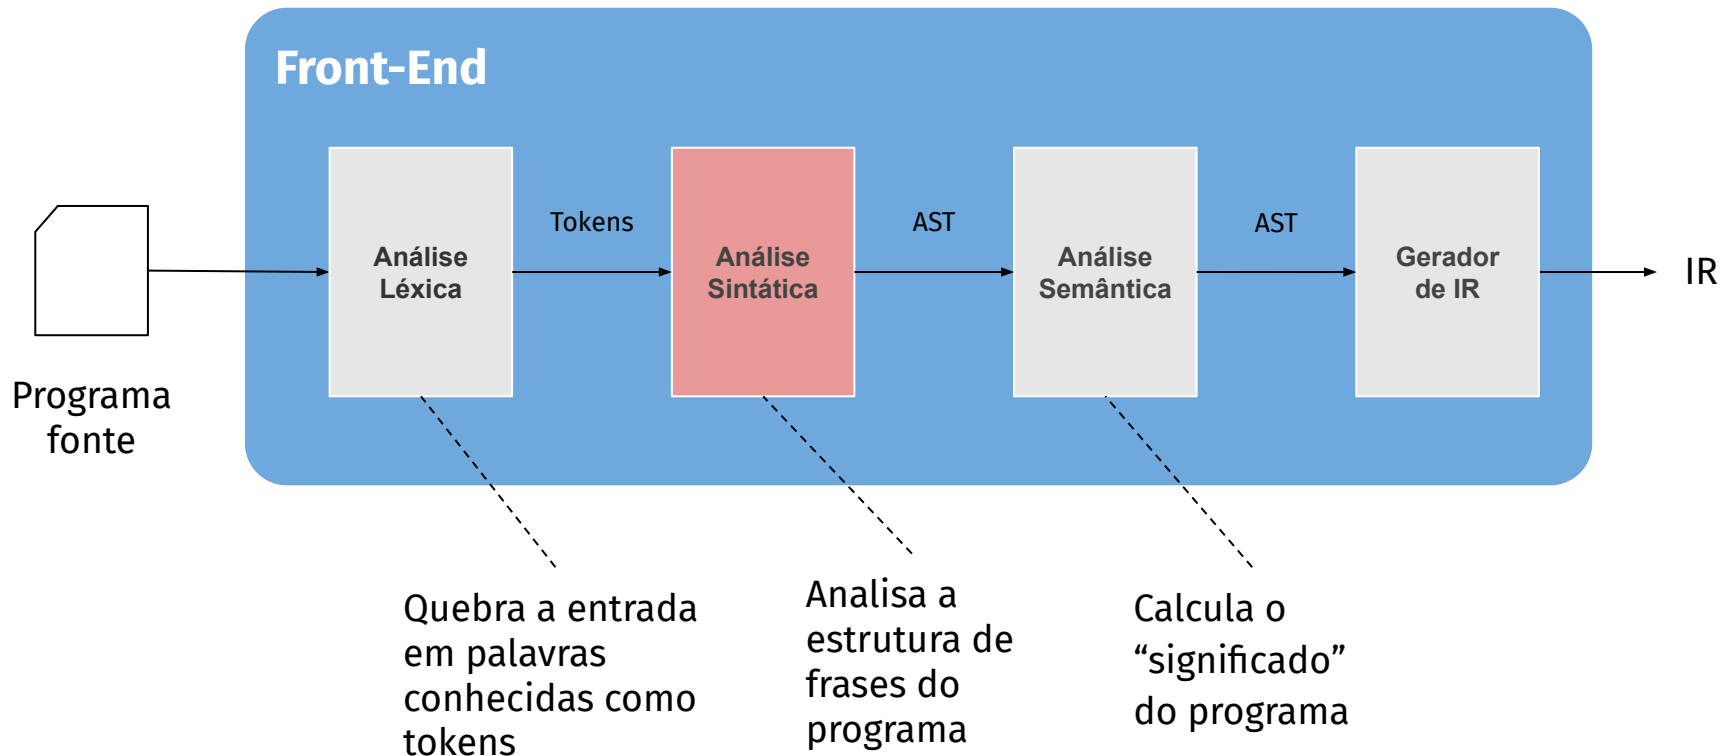 Front-End
Programa
fonte
Análise
Léxica
Tokens
Análise
Sintática
AST
Análise
Semântica
AST
Gerador
de IR
IR
Quebra a entrada
em palavras
conhecidas como
tokens
Analisa a
estrutura de
frases do
programa
Calcula o
“significado”
do programa